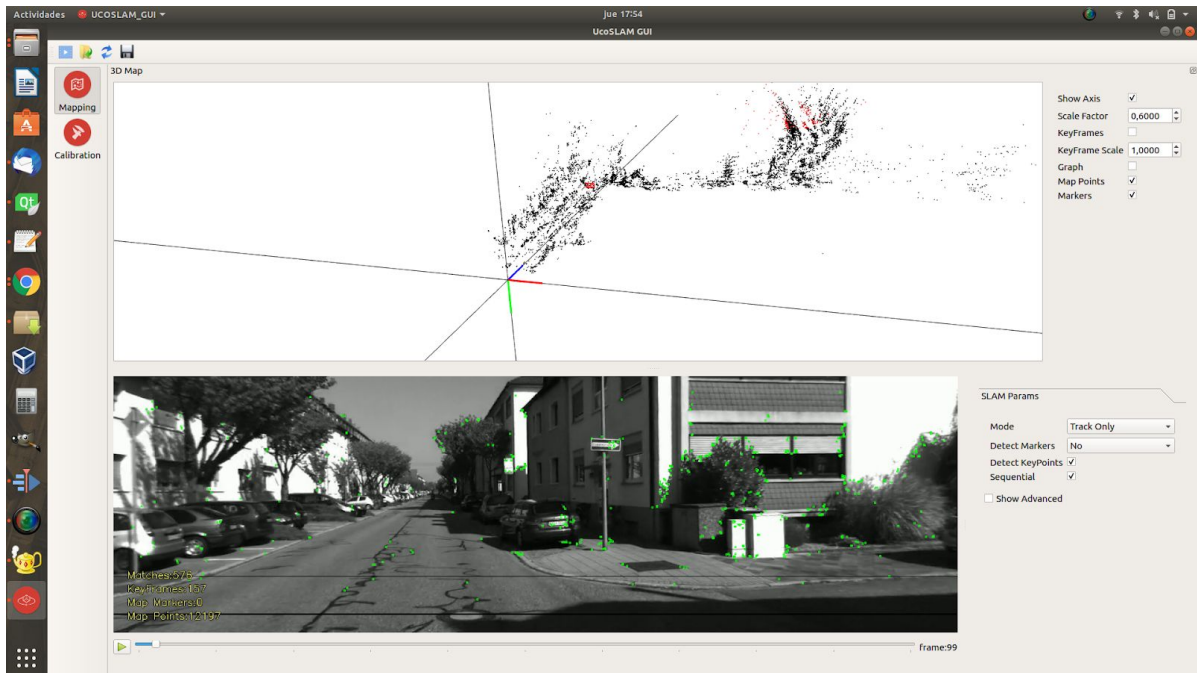 Actividades UCOSLAM_GUI jue 17:54
UcoSLAM GUI
Mapping
Calibration
3D Map
Show Axis
Scale Factor 0,6000
KeyFrames
KeyFrame Scale 1,0000
Graph
Map Points
Markers
Matches:576
KeyFrames:157
Map Markers:0
Map Points:12197
frame:99
SLAM Params
Mode Track Only
Detect Markers No
Detect KeyPoints
Sequential
Show Advanced